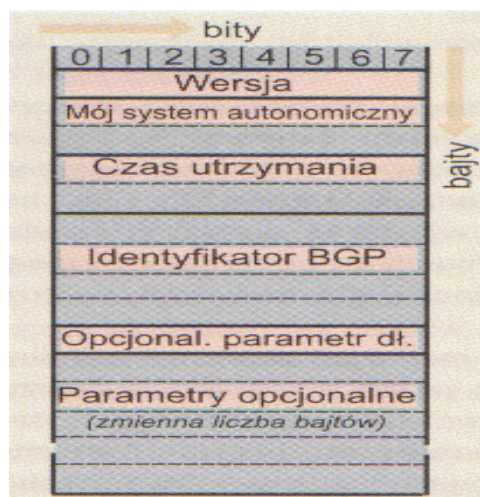 bity
0 1 2 3 4 5 6 7
Wersja
Mój system autonomiczny
Czas utrzymania
Identyfikator BGP
Opcjonal. parametr dł.
Parametry opcjonalne
(zmienna liczba bajtów)
bajty